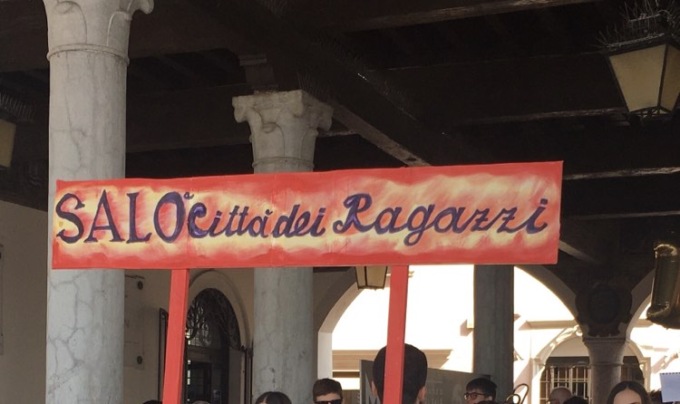 SALO' è Città dei Ragazzi